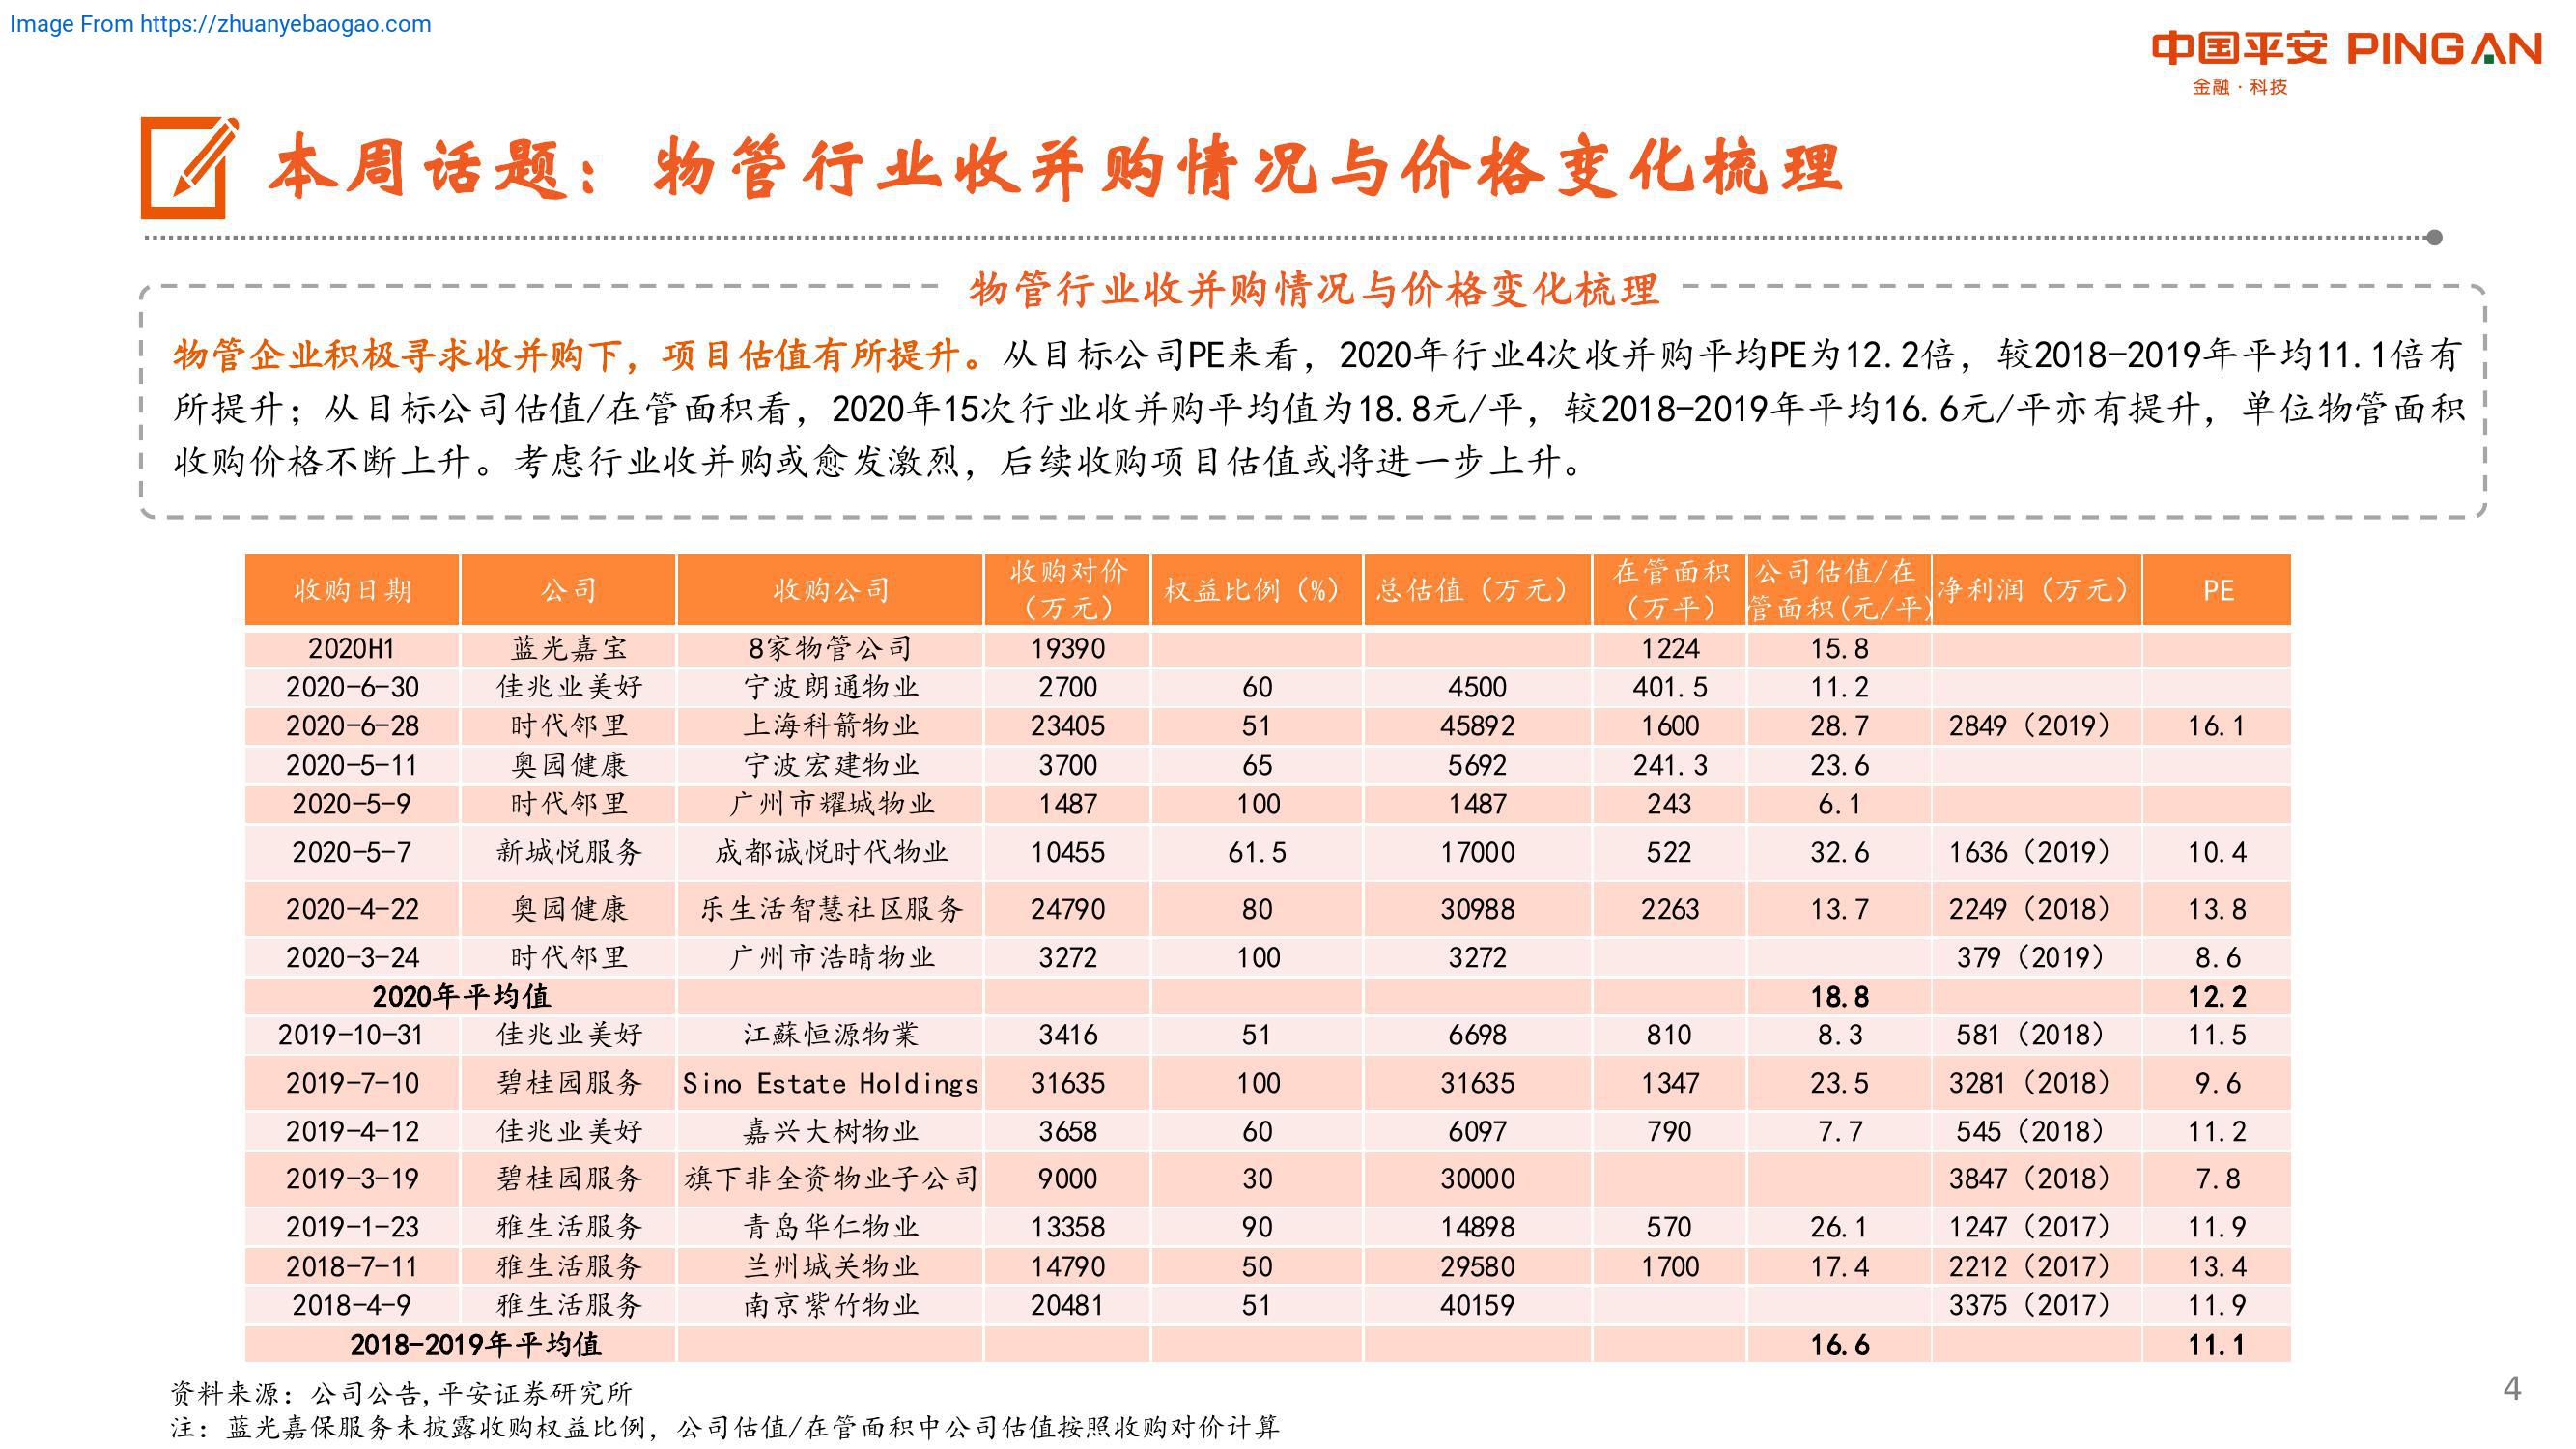 Image From https://zhuanyebaogao.com
中国平安 PINGAN
金融·科技
本周话题：物管行业收并购情况与价格变化梳理
物管行业收并购情况与价格变化梳理
物管企业积极寻求收并购下，项目估值有所提升。从目标公司PE来看，2020年行业4次收并购平均PE为12.2倍，较2018-2019年平均11.1倍有
所提升；从目标公司估值/在管面积看，2020年15次行业收并购平均值为18.8元/平，较2018-2019年平均16.6元/平亦有提升，单位物管面积
收购价格不断上升。考虑行业收并购或愈发激烈，后续收购项目估值或将进一步上升。
收购日期 公司 收购公司 收购对价（万元） 权益比例（%） 总估值（万元） 在管面积（万平） 公司估值/在管面积(元/平) 净利润（万元） PE
2020H1 蓝光嘉宝 8家物管公司 19390 1224 15.8
2020-6-30 佳兆业美好 宁波朗通物业 2700 60 4500 401.5 11.2
2020-6-28 时代邻里 上海科箭物业 23405 51 45892 1600 28.7 2849（2019） 16.1
2020-5-11 奥园健康 宁波宏建物业 3700 65 5692 241.3 23.6
2020-5-9 时代邻里 广州市耀城物业 1487 100 1487 243 6.1
2020-5-7 新城悦服务 成都诚悦时代物业 10455 61.5 17000 522 32.6 1636（2019） 10.4
2020-4-22 奥园健康 乐生活智慧社区服务 24790 80 30988 2263 13.7 2249（2018） 13.8
2020-3-24 时代邻里 广州市浩晴物业 3272 100 3272 379（2019） 8.6
2020年平均值 18.8 12.2
2019-10-31 佳兆业美好 江蘇恒源物業 3416 51 6698 810 8.3 581（2018） 11.5
2019-7-10 碧桂园服务 Sino Estate Holdings 31635 100 31635 1347 23.5 3281（2018） 9.6
2019-4-12 佳兆业美好 嘉兴大树物业 3658 60 6097 790 7.7 545（2018） 11.2
2019-3-19 碧桂园服务 旗下非全资物业子公司 9000 30 30000 3847（2018） 7.8
2019-1-23 雅生活服务 青岛华仁物业 13358 90 14898 570 26.1 1247（2017） 11.9
2018-7-11 雅生活服务 兰州城关物业 14790 50 29580 1700 17.4 2212（2017） 13.4
2018-4-9 雅生活服务 南京紫竹物业 20481 51 40159 3375（2017） 11.9
2018-2019年平均值 16.6 11.1
资料来源：公司公告,平安证券研究所
注：蓝光嘉保服务未披露收购权益比例，公司估值/在管面积中公司估值按照收购对价计算
4